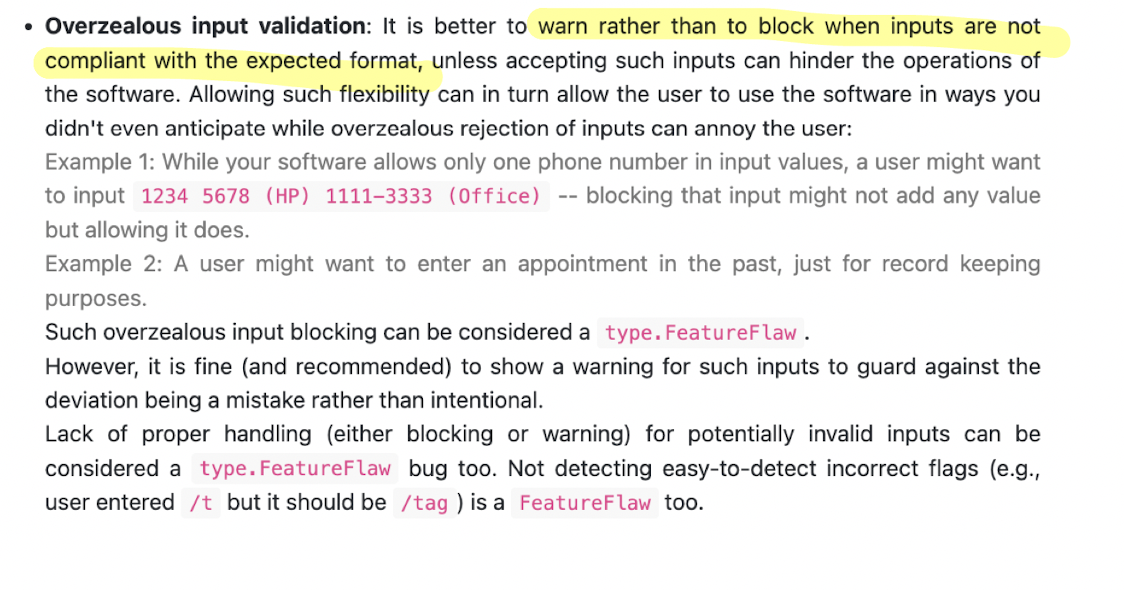 • Overzealous input validation: It is better to warn rather than to block when inputs are not
compliant with the expected format, unless accepting such inputs can hinder the operations of
the software. Allowing such flexibility can in turn allow the user to use the software in ways you
didn't even anticipate while overzealous rejection of inputs can annoy the user:
Example 1: While your software allows only one phone number in input values, a user might want
to input 1234 5678 (HP) 1111-3333 (Office) -- blocking that input might not add any value
but allowing it does.
Example 2: A user might want to enter an appointment in the past, just for record keeping
purposes.
Such overzealous input blocking can be considered a type.FeatureFlaw.
However, it is fine (and recommended) to show a warning for such inputs to guard against the
deviation being a mistake rather than intentional.
Lack of proper handling (either blocking or warning) for potentially invalid inputs can be
considered a type.FeatureFlaw bug too. Not detecting easy-to-detect incorrect flags (e.g.,
user entered /t but it should be /tag ) is a FeatureFlaw too.